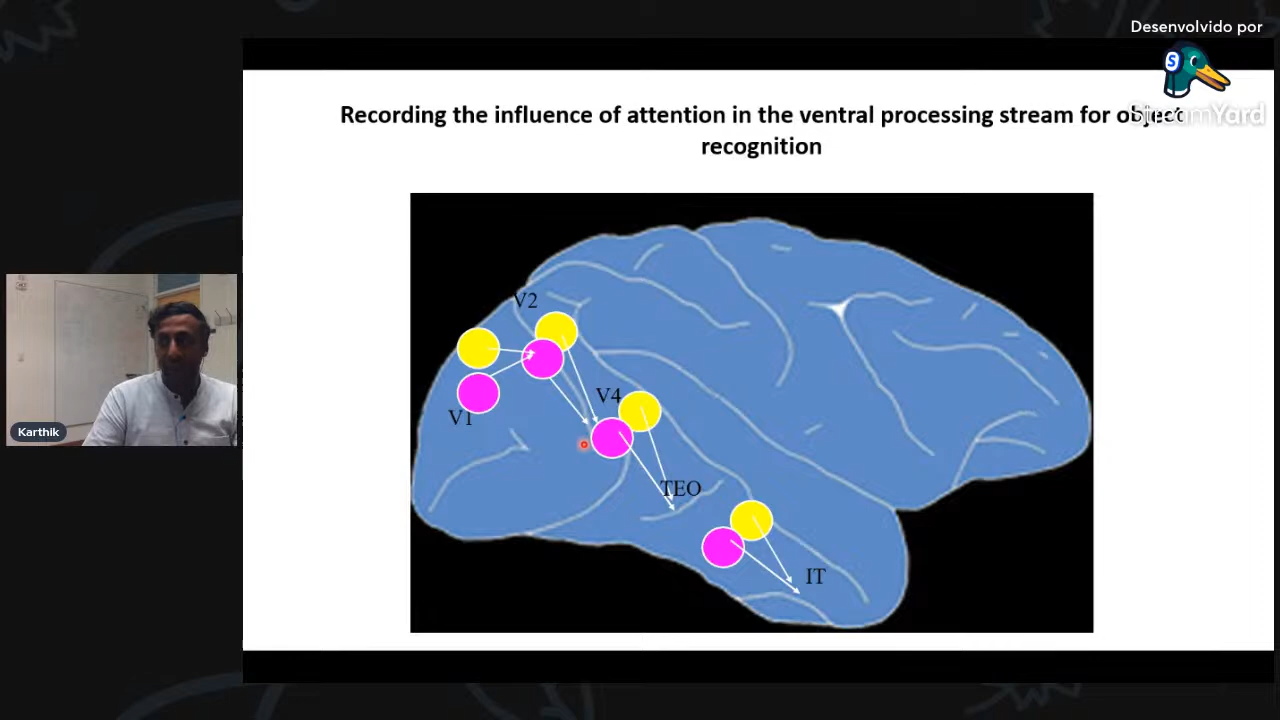 Desenvolvido por
S
StreamYard
Recording the influence of attention in the ventral processing stream for object
recognition
V2
V4
V1
TEO
IT
Karthik